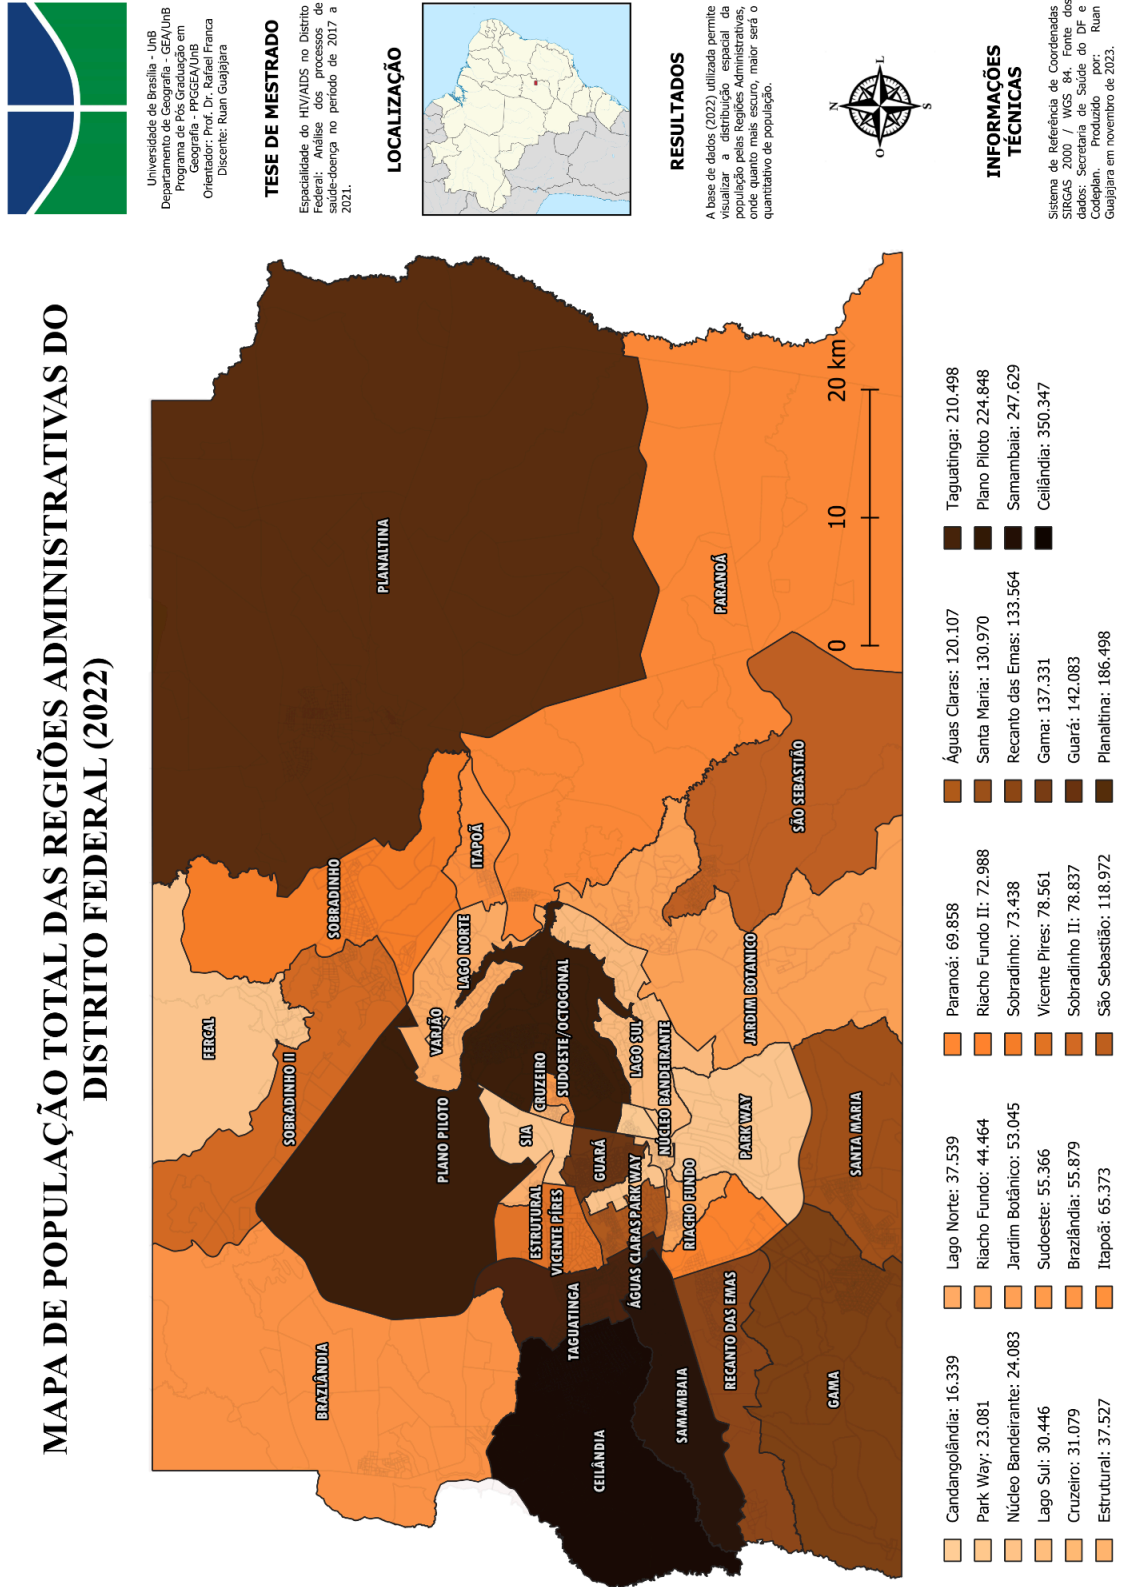 MAPA DE POPULAÇÃO TOTAL DAS REGIÕES ADMINISTRATIVAS DO
DISTRITO FEDERAL (2022)
FERCAL
SOBRADINHO II
SOBRADINHO
PLANALTINA
BRAZLÂNDIA
PLANO PILOTO
VARJÃO
LAGO NORTE
ITAPOÃ
SIA
CRUZEIRO
SUDOESTE/OCTOGONAL
ESTRUTURAL
VICENTE PÍRES
GUARÁ
TAGUATINGA
CEILÂNDIA
ÁGUAS CLARAS
PARK WAY
LAGO SUL
NÚCLEO BANDEIRANTE
RIACHO FUNDO
SAMAMBAIA
RECANTO DAS EMAS
PARK WAY
JARDIM BOTÂNICO
SÃO SEBASTIÃO
PARANOÁ
GAMA
SANTA MARIA
0 10 20 km
Candangolândia: 16.339
Park Way: 23.081
Núcleo Bandeirante: 24.083
Lago Sul: 30.446
Cruzeiro: 31.079
Estrutural: 37.527
Lago Norte: 37.539
Riacho Fundo: 44.464
Jardim Botânico: 53.045
Sudoeste: 55.366
Brazlândia: 55.879
Itapoã: 65.373
Paranoá: 69.858
Riacho Fundo II: 72.988
Sobradinho: 73.438
Vicente Pires: 78.561
Sobradinho II: 78.837
São Sebastião: 118.972
Águas Claras: 120.107
Santa Maria: 130.970
Recanto das Emas: 133.564
Gama: 137.331
Guará: 142.083
Planaltina: 186.498
Taguatinga: 210.498
Plano Piloto 224.848
Samambaia: 247.629
Ceilândia: 350.347
Universidade de Brasília - UnB
Departamento de Geografia - GEA/UnB
Programa de Pós Graduação em
Geografia - PPGGEA/UnB
Orientador: Prof. Dr. Rafael Franca
Discente: Ruan Guajajara
TESE DE MESTRADO
Espacialidade do HIV/AIDS no Distrito
Federal: Análise dos processos de
saúde-doença no período de 2017 a
2021.
LOCALIZAÇÃO
RESULTADOS
A base de dados (2022) utilizada permite
visualizar a distribuição espacial da
população pelas Regiões Administrativas,
onde quanto mais escuro, maior será o
quantitativo de população.
N
O
L
S
INFORMAÇÕES
TÉCNICAS
Sistema de Referência de Coordenadas
SIRGAS 2000 / WGS 84. Fonte dos
dados: Secretaria de Saúde do DF e
Codeplan. Produzido por: Ruan
Guajajara em novembro de 2023.